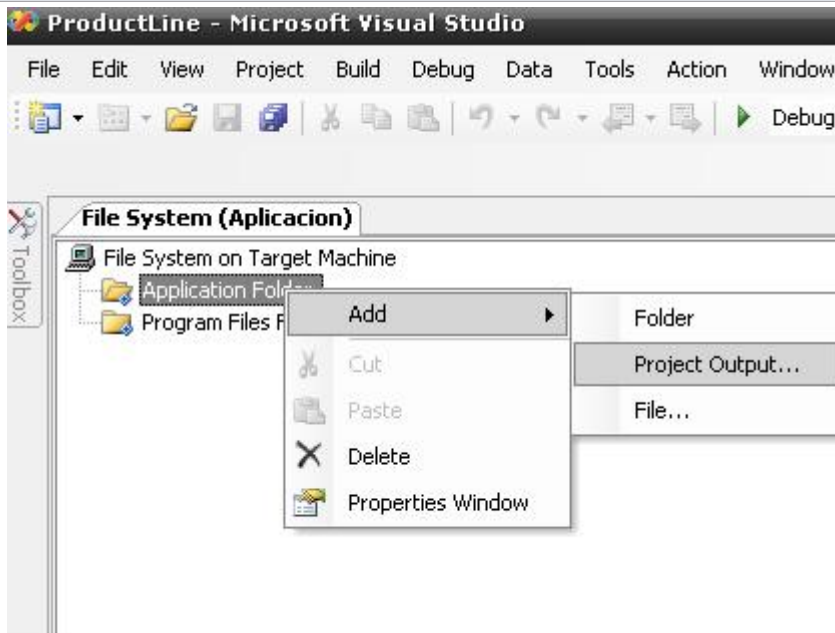 ProductLine - Microsoft Visual Studio
File Edit View Project Build Debug Data Tools Action Window
Debug
Toolbox
File System (Aplicacion)
File System on Target Machine
Application
Program Files
Add
Cut
Paste
Delete
Properties Window
Folder
Project Output...
File...